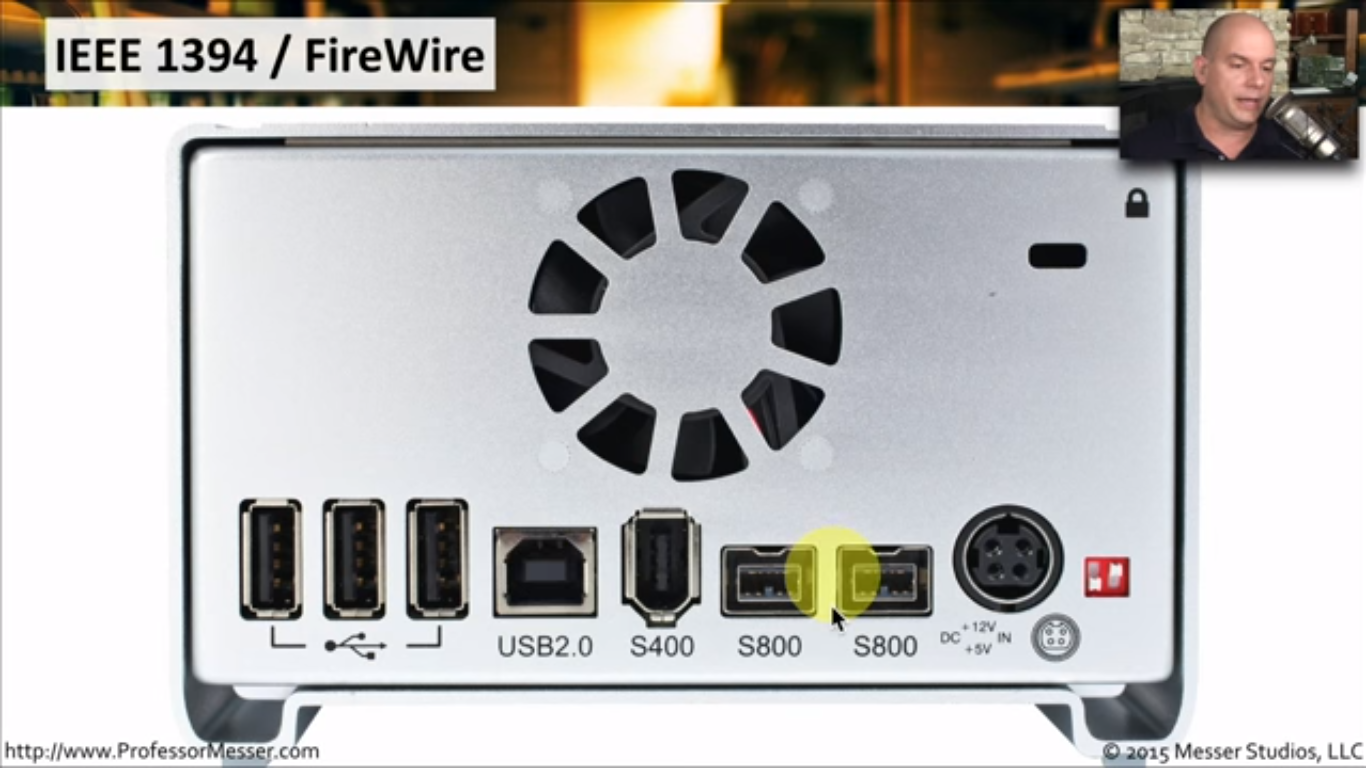 IEEE 1394 / FireWire
USB2.0
S400
S800
S800
DC +12V +5V IN
http://www.ProfessorMesser.com
© 2015 Messer Studios, LLC